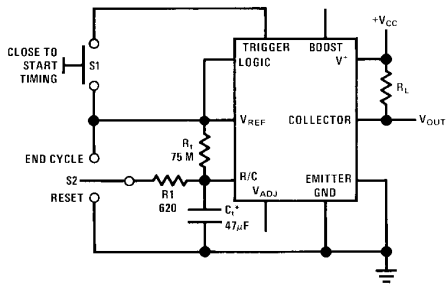 CLOSE TO
START
TIMING
S1
TRIGGER
LOGIC
BOOST
V+
+VCC
RL
VREF
COLLECTOR
VOUT
Rt
75 M
END CYCLE
S2
RESET
R1
620
R/C
VADJ
EMITTER
GND
Ct*
47µF